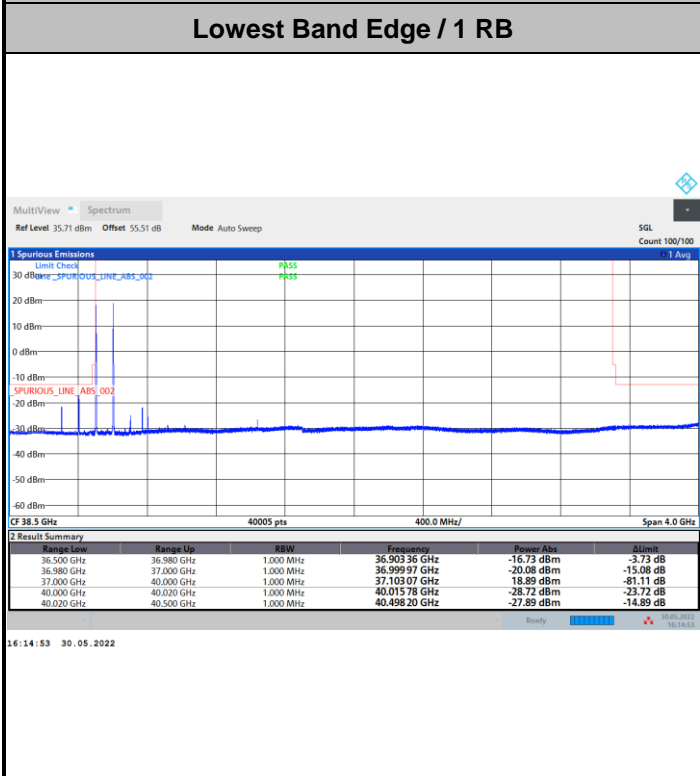 Lowest Band Edge / 1 RB
MultiView Spectrum
Ref Level 35.71 dBm Offset 55.51 dB Mode Auto Sweep SGL
Count 100/100
1 Spurious Emissions 1 Avg
Limit Check PASS
Line _SPURIOUS_LINE_ABS_002 PASS
30 dBm
20 dBm
10 dBm
0 dBm
-10 dBm
_SPURIOUS_LINE_ABS_002
-20 dBm
-30 dBm
-40 dBm
-50 dBm
-60 dBm
CF 38.5 GHz 40005 pts 400.0 MHz/ Span 4.0 GHz
2 Result Summary
Range Low Range Up RBW Frequency Power Abs ΔLimit
36.500 GHz 36.980 GHz 1.000 MHz 36.903 36 GHz -16.73 dBm -3.73 dB
36.980 GHz 37.000 GHz 1.000 MHz 36.999 97 GHz -20.08 dBm -15.08 dB
37.000 GHz 40.000 GHz 1.000 MHz 37.103 07 GHz 18.89 dBm -81.11 dB
40.000 GHz 40.020 GHz 1.000 MHz 40.015 78 GHz -28.72 dBm -23.72 dB
40.020 GHz 40.500 GHz 1.000 MHz 40.498 20 GHz -27.89 dBm -14.89 dB
Ready 30.05.2022
16:14:53
16:14:53 30.05.2022